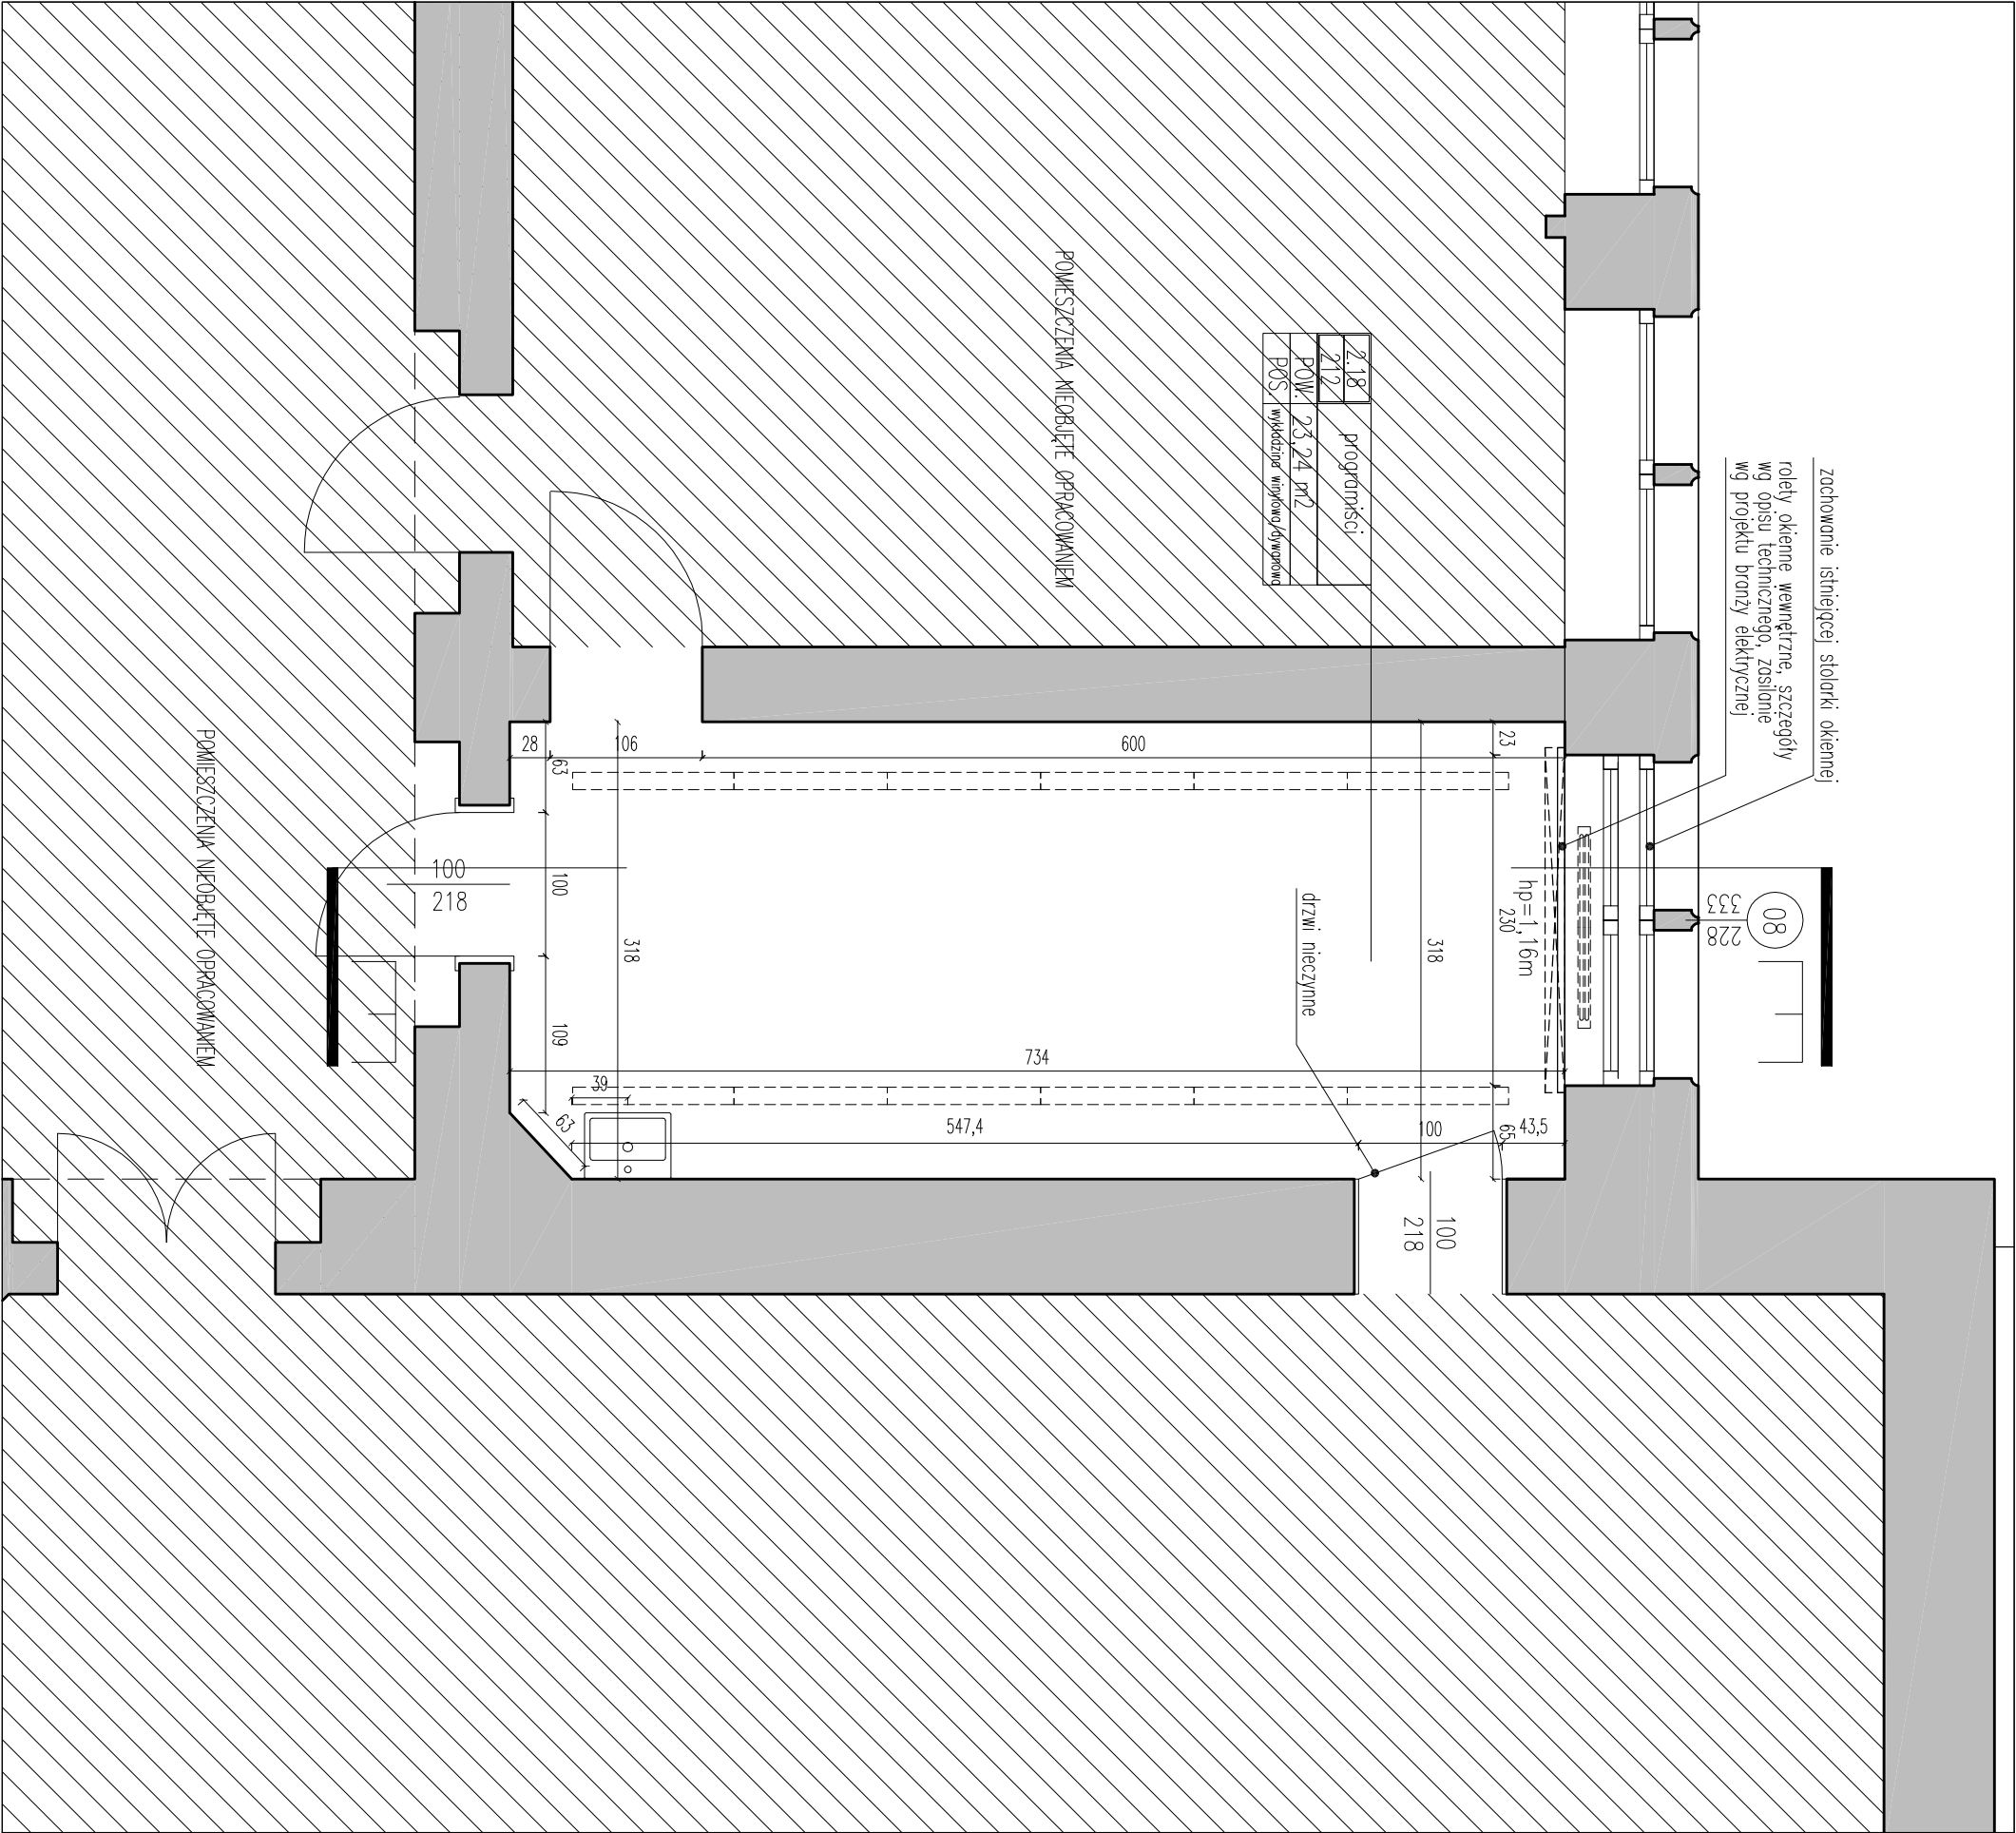 zachowanie istniejącej stolarki okiennej
rolety okienne wewnętrzne, szczegóły
wg opisu technicznego, zasilanie
wg projektu branży elektrycznej
2.18
212
programiści
POW. 23,24 m2
POS. wykładzina winylowa/dywanowa
POMIESZCZENIA NIEOBJĘTE OPRACOWANIEM
POMIESZCZENIA NIEOBJĘTE OPRACOWANIEM
08
333
228
hp=1,16m
230
23
318
65
drzwi nieczynne
28
106
600
63
100
109
318
100
218
734
39
63
547,4
100
43,5
100
218